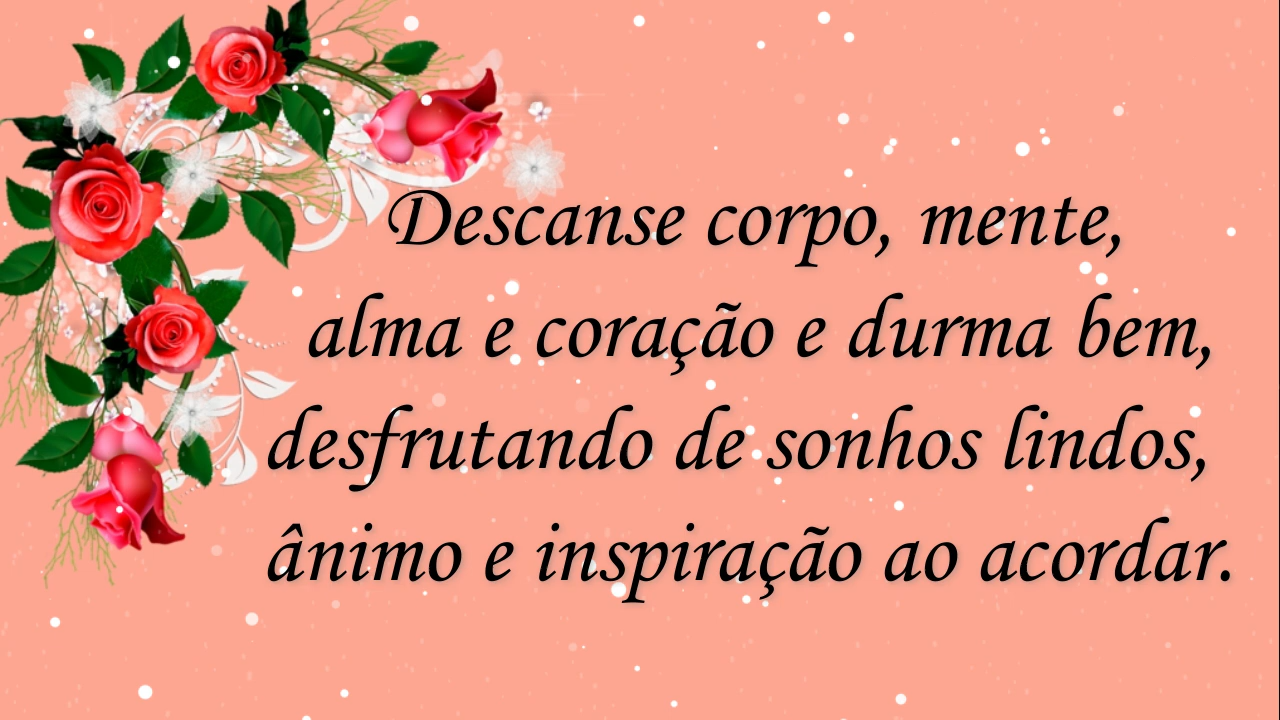 Descanse corpo, mente,
alma e coração e durma bem,
desfrutando de sonhos lindos,
ânimo e inspiração ao acordar.